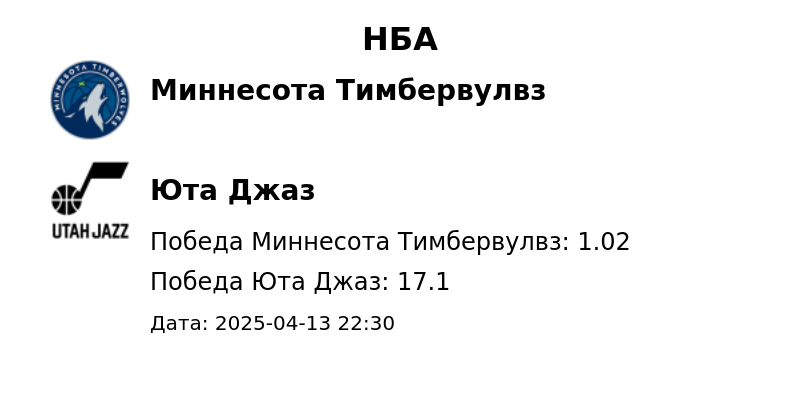 НБА
MINNESOTA TIMBERWOLVES
Миннесота Тимбервулвз
UTAH JAZZ
Юта Джаз
Победа Миннесота Тимбервулвз: 1.02
Победа Юта Джаз: 17.1
Дата: 2025-04-13 22:30